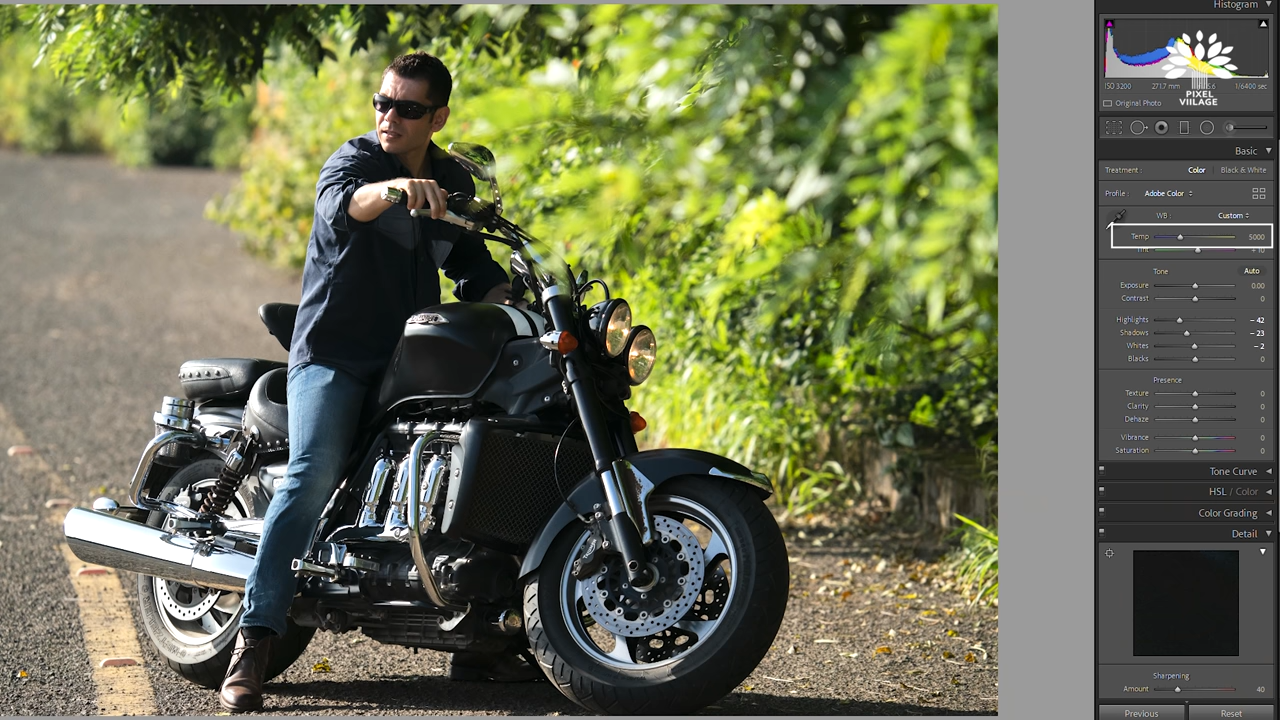 Histogram
ISO 3200 271.7 mm 1/6400 sec
Original Photo
PIXEL
VIILAGE
Basic
Treatment : Color Black & White
Profile : Adobe Color
WB : Custom
Temp 5000
Tone Auto
Exposure 0.00
Contrast 0
Highlights - 42
Shadows - 23
Whites - 2
Blacks 0
Presence
Texture 0
Clarity 0
Dehaze 0
Vibrance 0
Saturation 0
Tone Curve
HSL / Color
Color Grading
Detail
Sharpening
Amount 40
Previous Reset